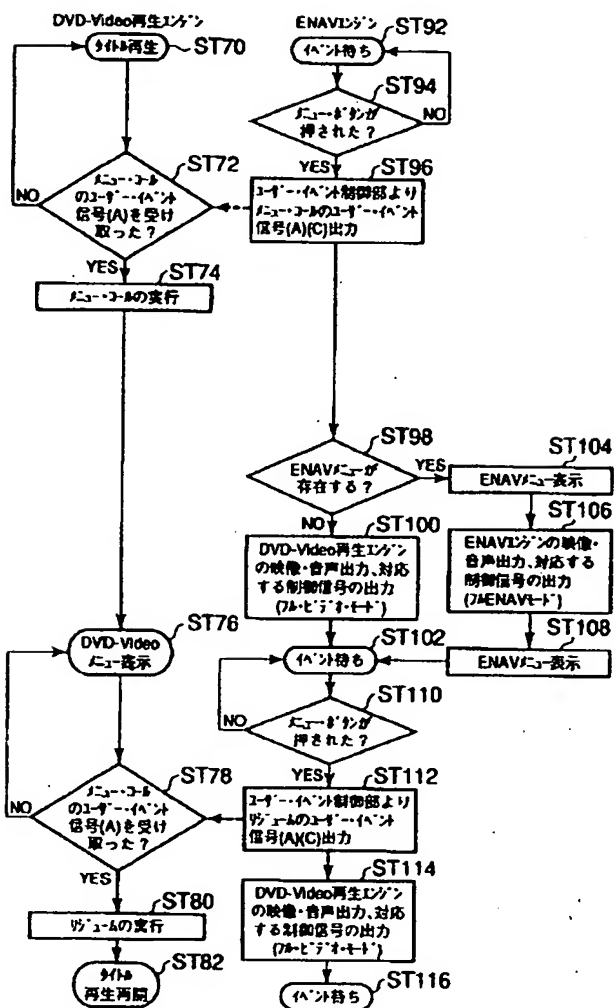 DVD-Video再生エンジン
タイトル再生
ST70
メニュー・コール
のユーザー・イベント
信号(A)を受け
取った？
ST72
NO
YES
ST74
メニュー・コールの実行
DVD-Video
メニュー表示
ST76
メニュー・コール
のユーザー・イベント
信号(A)を受け
取った？
ST78
NO
YES
ST80
リジュームの実行
タイトル
再生再開
ST82
ENAVエンジン
イベント待ち
ST92
ST94
メニュー・ボタンが
押された？
NO
YES
ST96
ユーザー・イベント制御部より
メニュー・コールのユーザー・イベント
信号(A)(C)出力
ST98
ENAVメニューが
存在する？
YES
NO
ST104
ENAVメニュー表示
ST106
ENAVエンジンの映像・
音声出力、対応する
制御信号の出力
(フルENAVモード)
ST108
ENAVメニュー表示
ST100
DVD-Video再生エンジン
の映像・音声出力、対応
する制御信号の出力
(フル・ビデオ・モード)
ST102
イベント待ち
ST110
メニュー・ボタンが
押された？
NO
YES
ST112
ユーザー・イベント制御部より
リジュームのユーザー・イベント
信号(A)(C)出力
ST114
DVD-Video再生エンジン
の映像・音声出力、対応
する制御信号の出力
(フル・ビデオ・モード)
ST116
イベント待ち